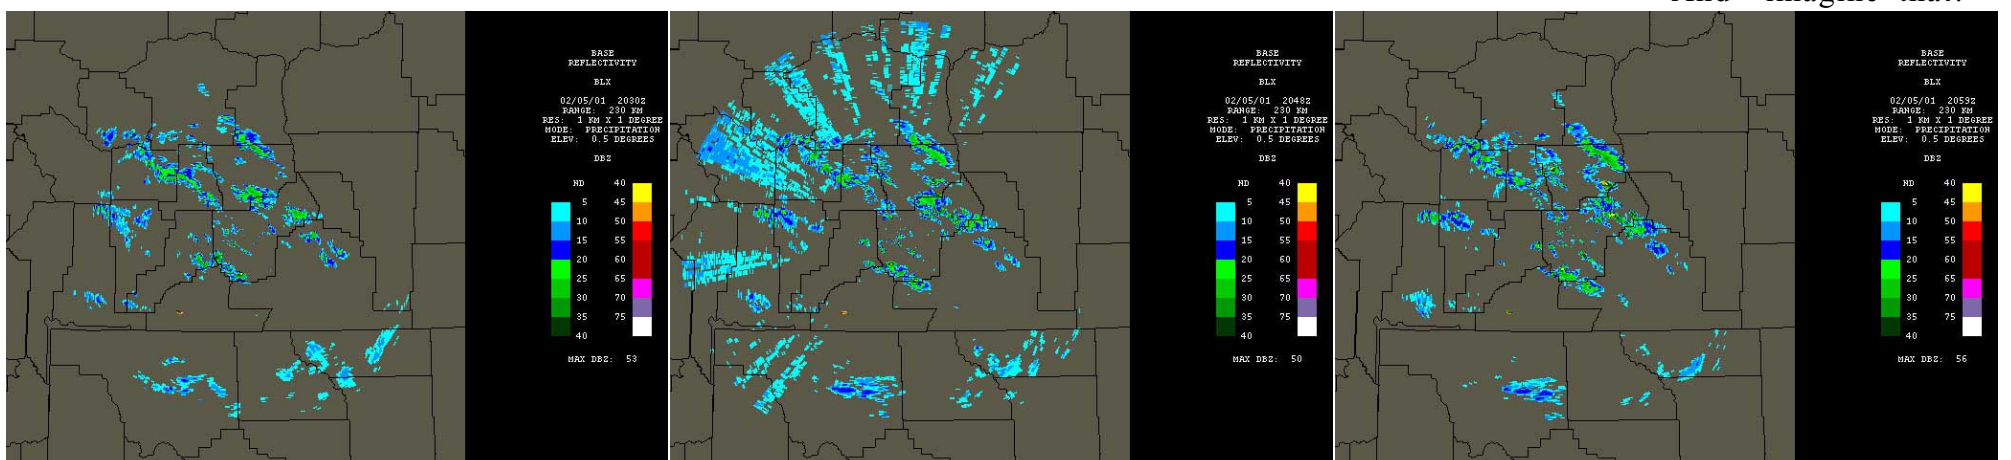 And imagine that.
BASE
REFLECTIVITY
BLX
02/05/01 2030Z
RANGE: 230 KM
RES: 1 KM X 1 DEGREE
MODE: PRECIPITATION
ELEV: 0.5 DEGREES
DBZ
ND 40
5 45
10 50
15 55
20 60
25 65
30 70
35 75
40
MAX DBZ: 53
BASE
REFLECTIVITY
BLX
02/05/01 2048Z
RANGE: 230 KM
RES: 1 KM X 1 DEGREE
MODE: PRECIPITATION
ELEV: 0.5 DEGREES
DBZ
ND 40
5 45
10 50
15 55
20 60
25 65
30 70
35 75
40
MAX DBZ: 50
BASE
REFLECTIVITY
BLX
02/05/01 2059Z
RANGE: 230 KM
RES: 1 KM X 1 DEGREE
MODE: PRECIPITATION
ELEV: 0.5 DEGREES
DBZ
ND 40
5 45
10 50
15 55
20 60
25 65
30 70
35 75
40
MAX DBZ: 56